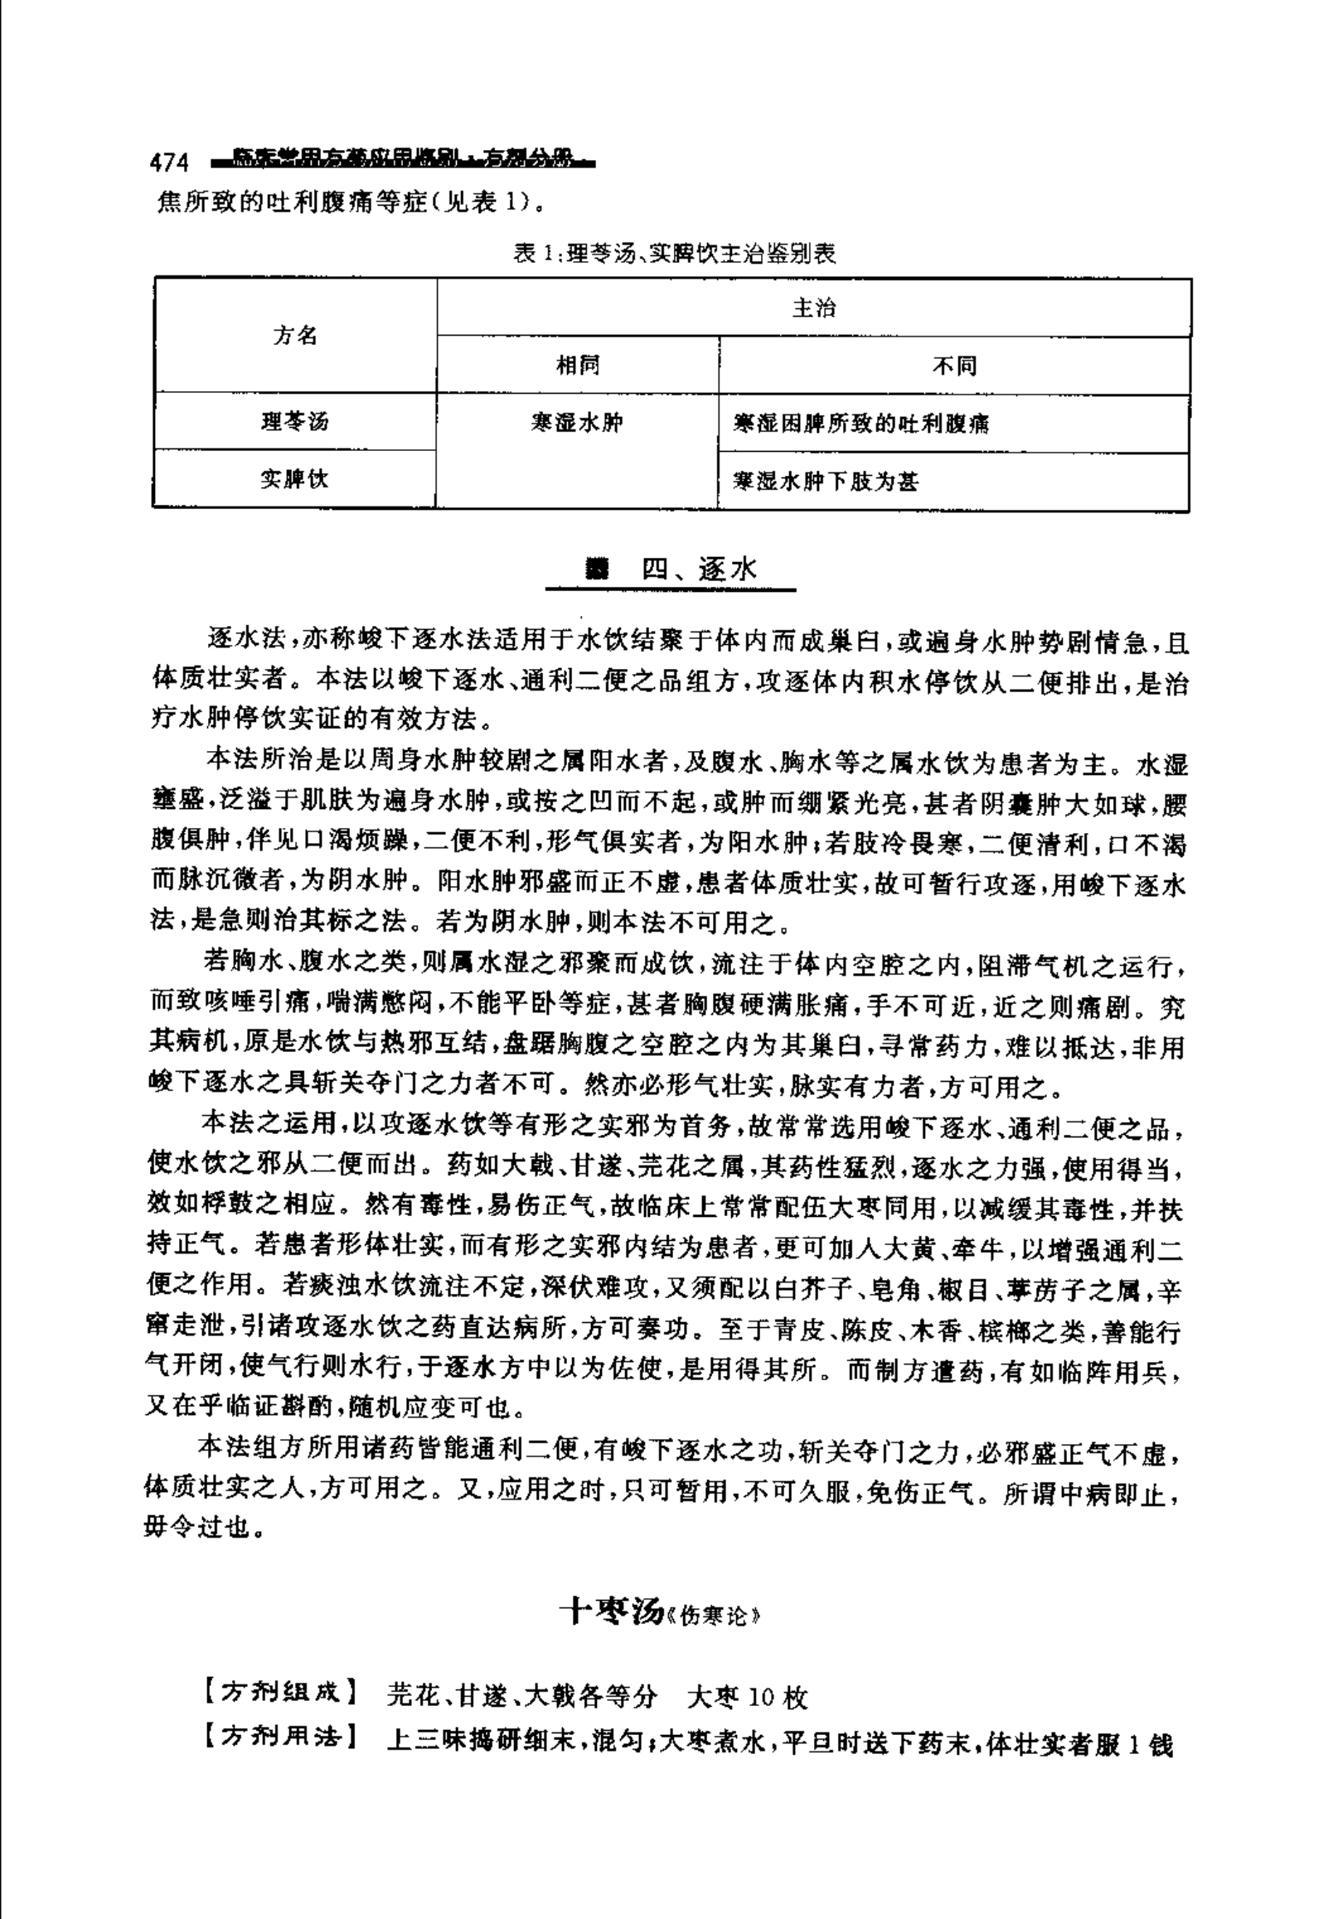 474 临床常用方药应用鉴别·方剂分册
焦所致的吐利腹痛等症(见表 1)。
表 1:理苓汤、实脾饮主治鉴别表
方名
主治
相同
不同
理苓汤
寒湿水肿
寒湿困脾所致的吐利腹痛
实脾饮
寒湿水肿下肢为甚
四、逐水
逐水法,亦称峻下逐水法适用于水饮结聚于体内而成巢臼,或遍身水肿势剧情急,且
体质壮实者。本法以峻下逐水、通利二便之品组方,攻逐体内积水停饮从二便排出,是治
疗水肿停饮实证的有效方法。
本法所治是以周身水肿较剧之属阳水者,及腹水、胸水等之属水饮为患者为主。水湿
壅盛,泛溢于肌肤为遍身水肿,或按之凹而不起,或肿而绷紧光亮,甚者阴囊肿大如球,腰
腹俱肿,伴见口渴烦躁,二便不利,形气俱实者,为阳水肿;若肢冷畏寒,二便清利,口不渴
而脉沉微者,为阴水肿。阳水肿邪盛而正不虚,患者体质壮实,故可暂行攻逐,用峻下逐水
法,是急则治其标之法。若为阴水肿,则本法不可用之。
若胸水、腹水之类,则属水湿之邪聚而成饮,流注于体内空腔之内,阻滞气机之运行,
而致咳唾引痛,喘满憋闷,不能平卧等症,甚者胸腹硬满胀痛,手不可近,近之则痛剧。究
其病机,原是水饮与热邪互结,盘踞胸腹之空腔之内为其巢臼,寻常药力,难以抵达,非用
峻下逐水之具斩关夺门之力者不可。然亦必形气壮实,脉实有力者,方可用之。
本法之运用,以攻逐水饮等有形之实邪为首务,故常常选用峻下逐水、通利二便之品,
使水饮之邪从二便而出。药如大戟、甘遂、芫花之属,其药性猛烈,逐水之力强,使用得当,
效如桴鼓之相应。然有毒性,易伤正气,故临床上常常配伍大枣同用,以减缓其毒性,并扶
持正气。若患者形体壮实,而有形之实邪内结为患者,更可加人大黄、牵牛,以增强通利二
便之作用。若痰浊水饮流注不定,深伏难攻,又须配以白芥子、皂角、椒目、葶苈子之属,辛
窜走泄,引诸攻逐水饮之药直达病所,方可奏功。至于青皮、陈皮、木香、槟榔之类,善能行
气开闭,使气行则水行,于逐水方中以为佐使,是用得其所。而制方遣药,有如临阵用兵,
又在乎临证斟酌,随机应变可也。
本法组方所用诸药皆能通利二便,有峻下逐水之功,斩关夺门之力,必邪盛正气不虚,
体质壮实之人,方可用之。又,应用之时,只可暂用,不可久服,免伤正气。所谓中病即止,
毋令过也。
十枣汤《伤寒论》
【方剂组成】 芫花、甘遂、大戟各等分 大枣 10 枚
【方剂用法】 上三味捣研细末,混匀;大枣煮水,平旦时送下药末,体壮实者服 1 钱